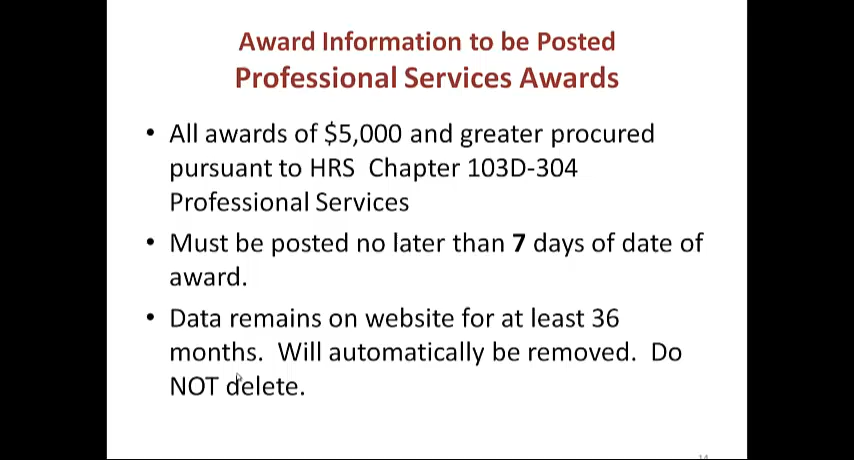 Award Information to be Posted
Professional Services Awards
• All awards of $5,000 and greater procured
pursuant to HRS  Chapter 103D-304
Professional Services
• Must be posted no later than 7 days of date of
award.
• Data remains on website for at least 36
months.  Will automatically be removed.  Do
NOT delete.